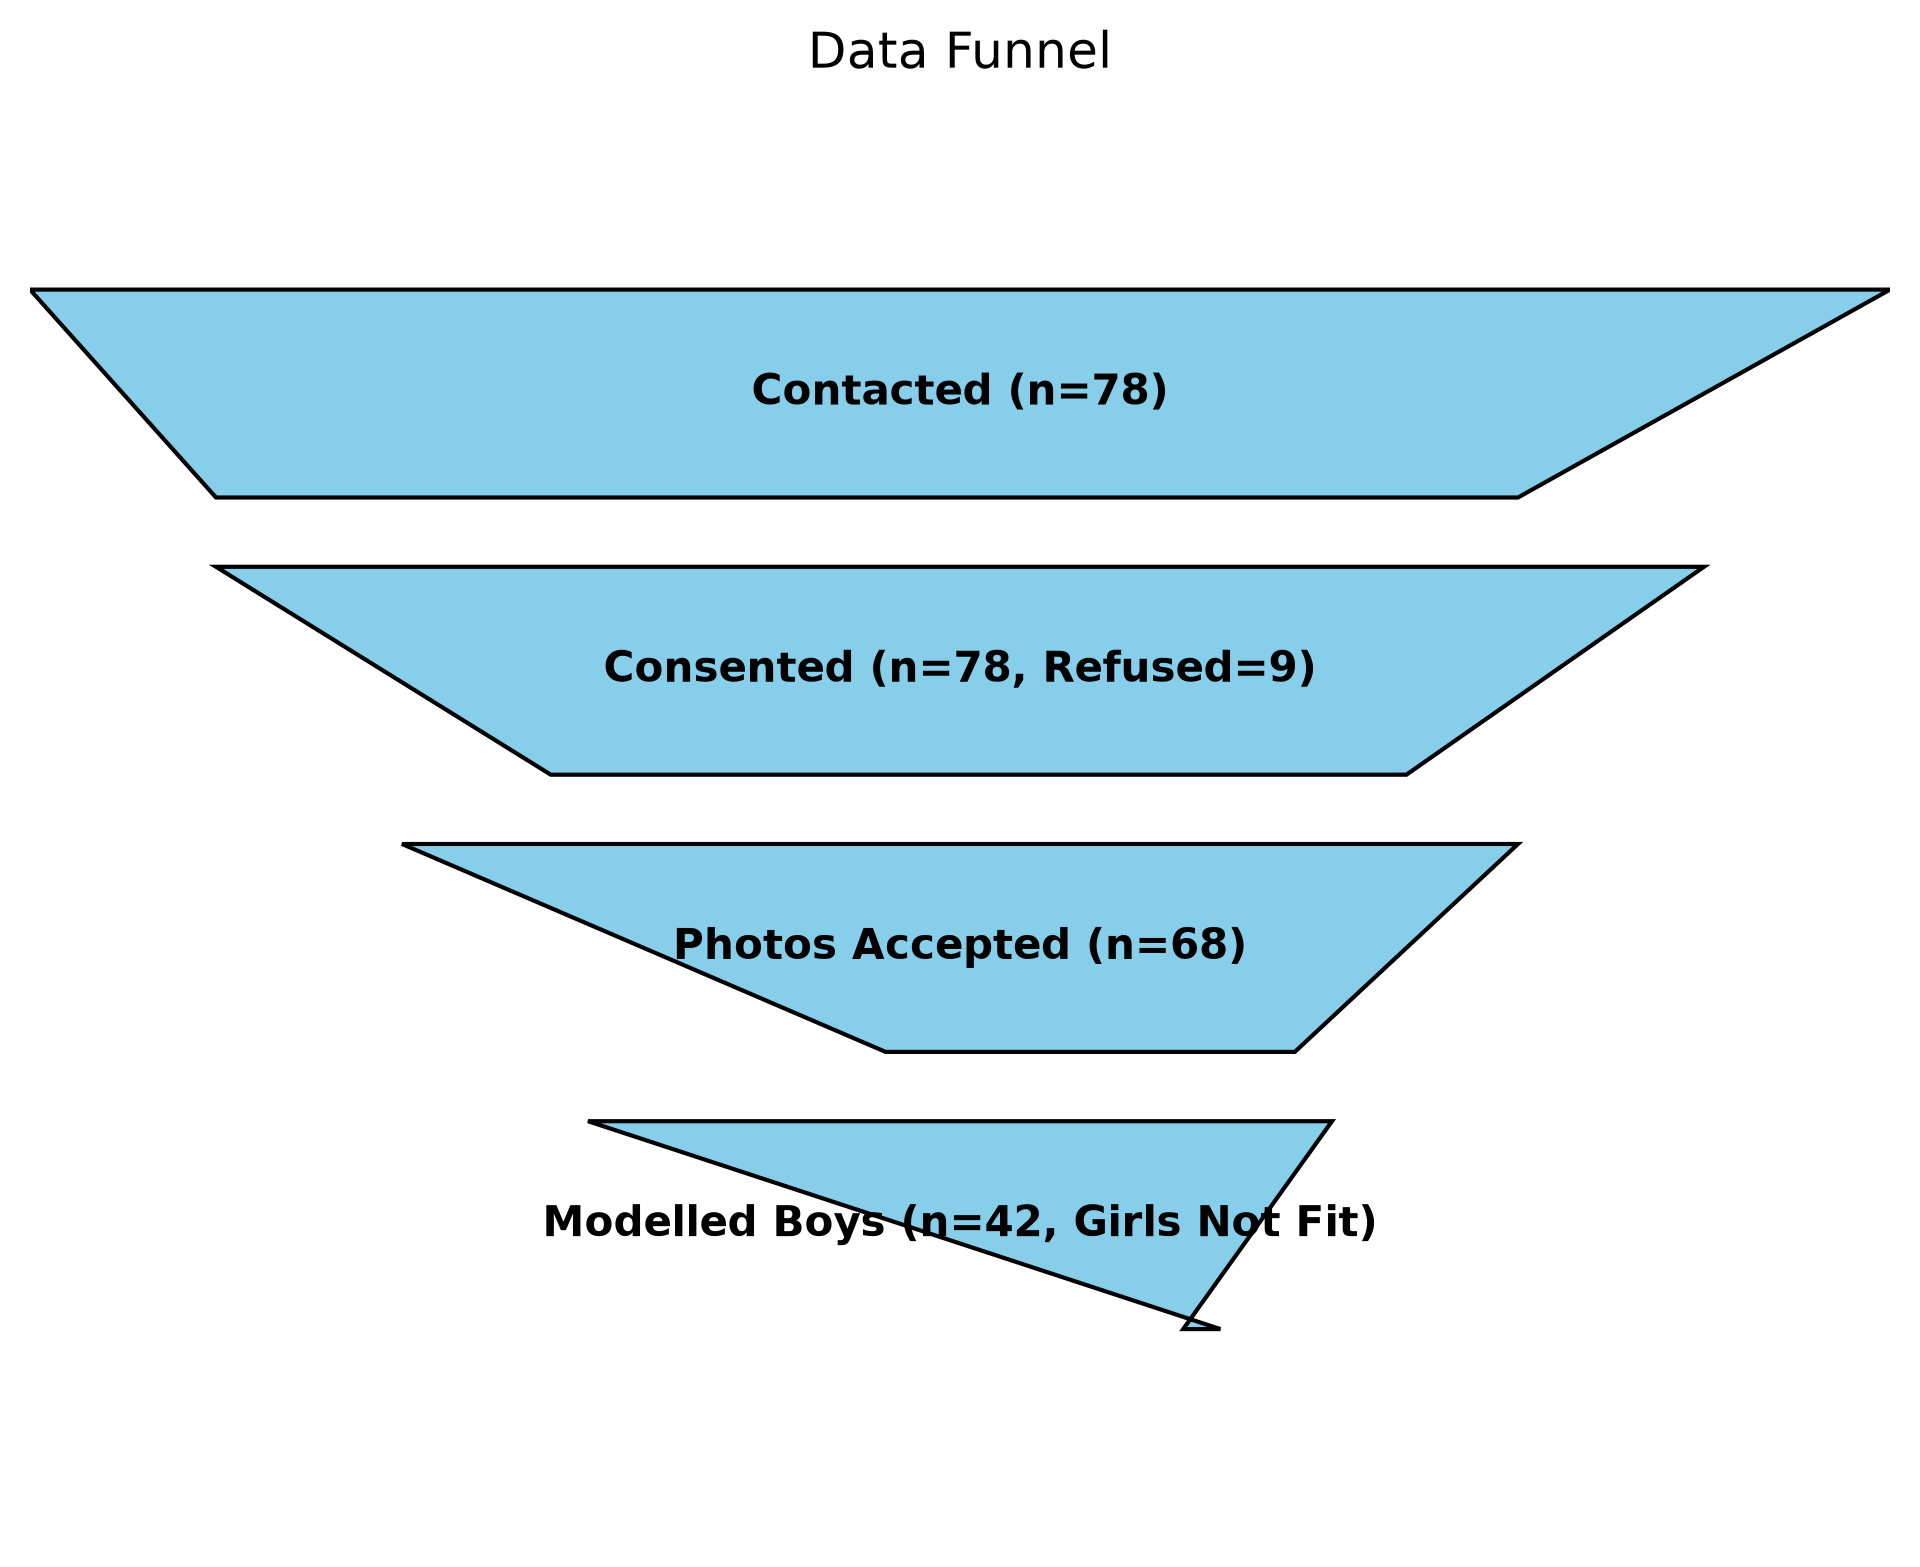 Data Funnel
Contacted (n=78)
Consented (n=78, Refused=9)
Photos Accepted (n=68)
Modelled Boys (n=42, Girls Not Fit)